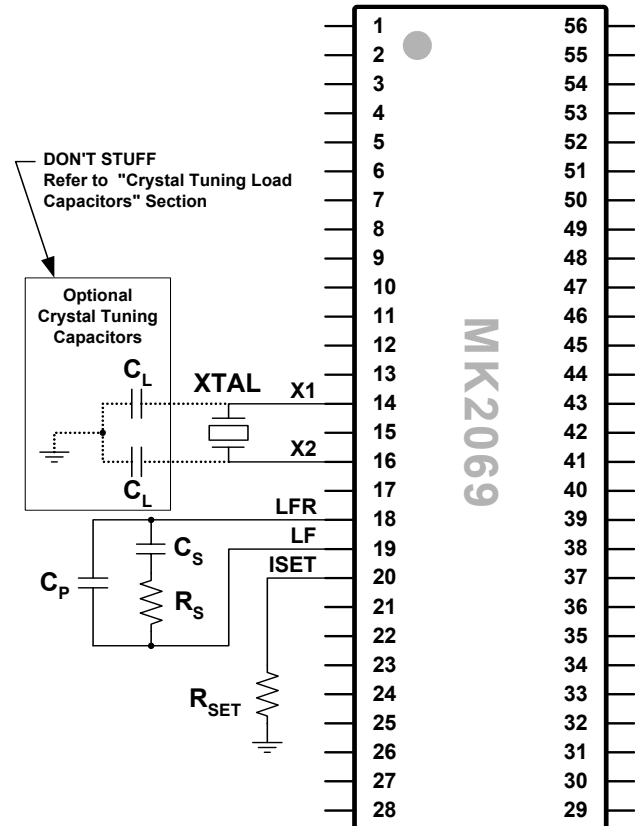 DON'T STUFF
Refer to "Crystal Tuning Load
Capacitors" Section
Optional
Crystal Tuning
Capacitors
CL
XTAL
X1
X2
CL
LFR
LF
ISET
CS
CP
RS
RSET
MK2069
1
2
3
4
5
6
7
8
9
10
11
12
13
14
15
16
17
18
19
20
21
22
23
24
25
26
27
28
56
55
54
53
52
51
50
49
48
47
46
45
44
43
42
41
40
39
38
37
36
35
34
33
32
31
30
29